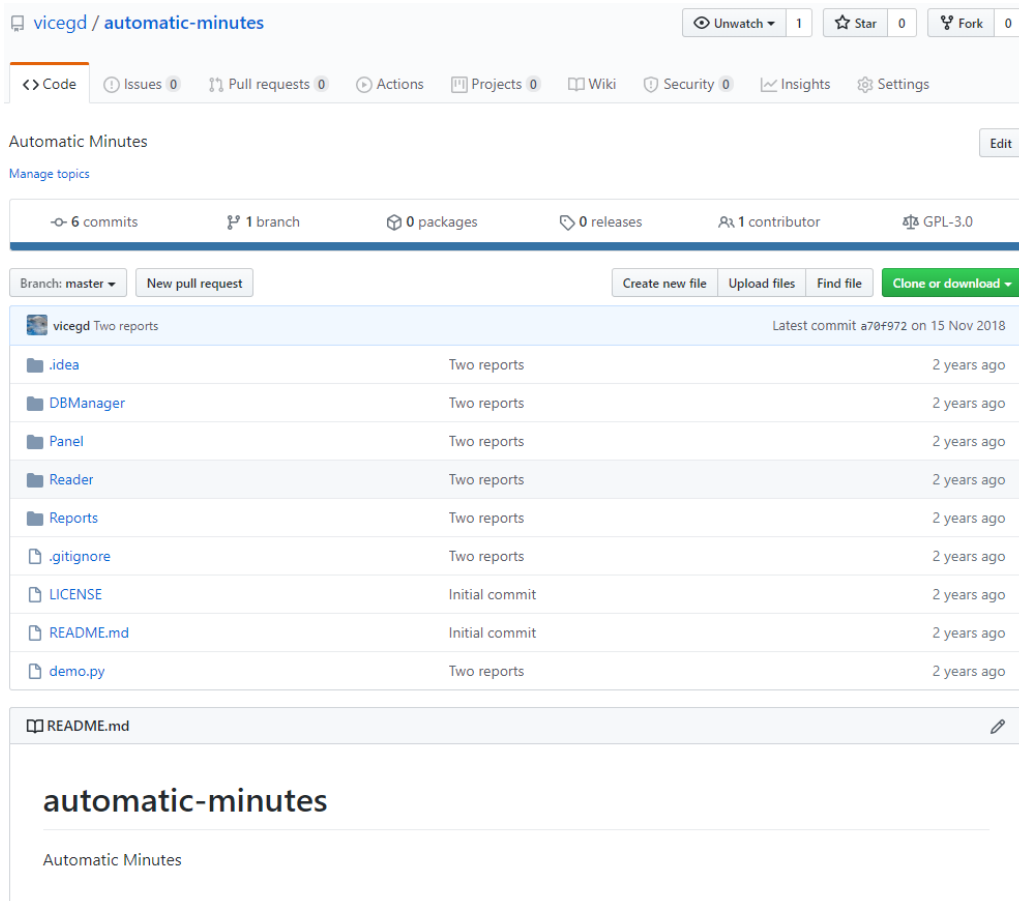 vicegd / automatic-minutes Unwatch 1 Star 0 Fork 0
Code Issues 0 Pull requests 0 Actions Projects 0 Wiki Security 0 Insights Settings
Automatic Minutes Edit
Manage topics
6 commits 1 branch 0 packages 0 releases 1 contributor GPL-3.0
Branch: master New pull request Create new file Upload files Find file Clone or download
vicegd Two reports Latest commit a70f972 on 15 Nov 2018
.idea Two reports 2 years ago
DBManager Two reports 2 years ago
Panel Two reports 2 years ago
Reader Two reports 2 years ago
Reports Two reports 2 years ago
.gitignore Two reports 2 years ago
LICENSE Initial commit 2 years ago
README.md Initial commit 2 years ago
demo.py Two reports 2 years ago
README.md
automatic-minutes
Automatic Minutes